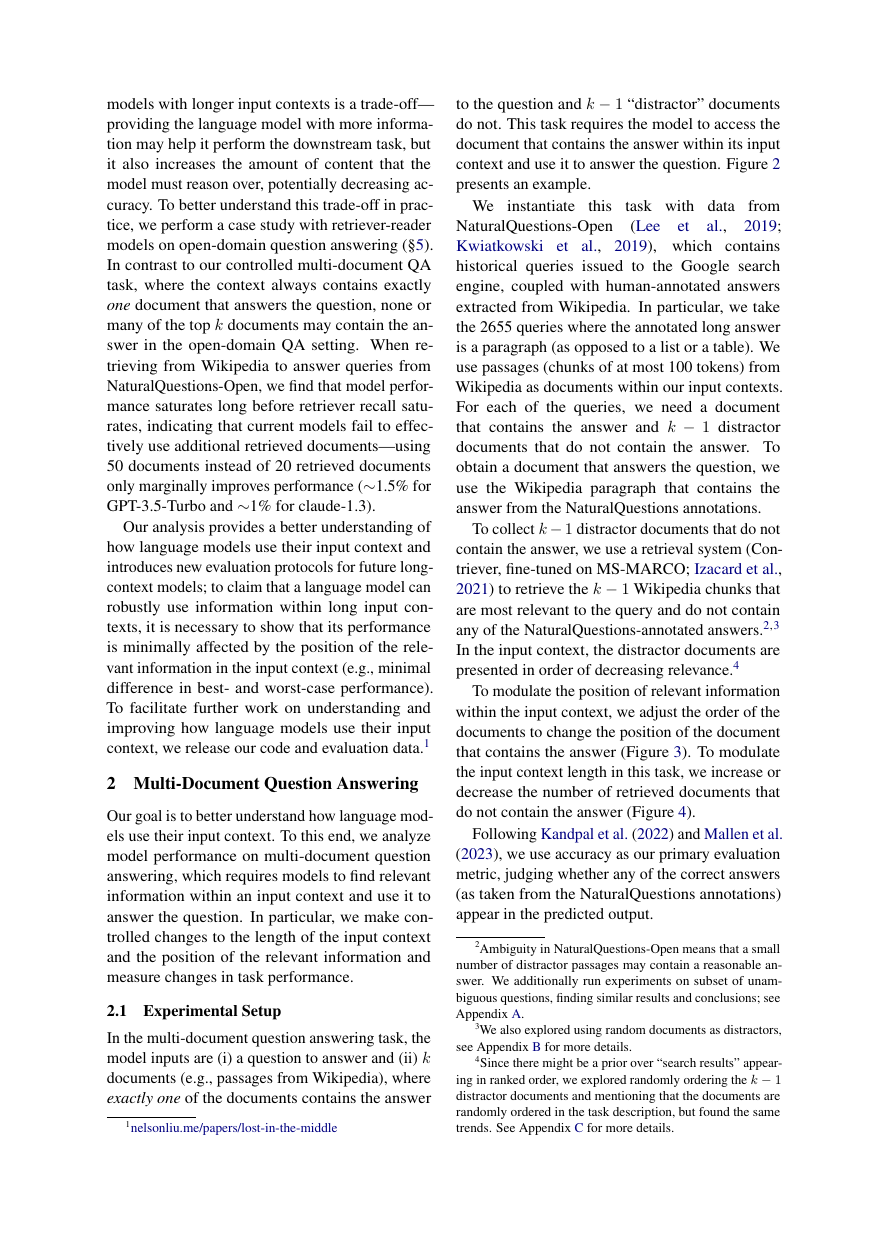 models with longer input contexts is a trade-off—
providing the language model with more informa-
tion may help it perform the downstream task, but
it also increases the amount of content that the
model must reason over, potentially decreasing ac-
curacy. To better understand this trade-off in prac-
tice, we perform a case study with retriever-reader
models on open-domain question answering (§5).
In contrast to our controlled multi-document QA
task, where the context always contains exactly
one document that answers the question, none or
many of the top k documents may contain the an-
swer in the open-domain QA setting. When re-
trieving from Wikipedia to answer queries from
NaturalQuestions-Open, we find that model perfor-
mance saturates long before retriever recall satu-
rates, indicating that current models fail to effec-
tively use additional retrieved documents—using
50 documents instead of 20 retrieved documents
only marginally improves performance (∼1.5% for
GPT-3.5-Turbo and ∼1% for claude-1.3).
Our analysis provides a better understanding of
how language models use their input context and
introduces new evaluation protocols for future long-
context models; to claim that a language model can
robustly use information within long input con-
texts, it is necessary to show that its performance
is minimally affected by the position of the rele-
vant information in the input context (e.g., minimal
difference in best- and worst-case performance).
To facilitate further work on understanding and
improving how language models use their input
context, we release our code and evaluation data.1
2 Multi-Document Question Answering
Our goal is to better understand how language mod-
els use their input context. To this end, we analyze
model performance on multi-document question
answering, which requires models to find relevant
information within an input context and use it to
answer the question. In particular, we make con-
trolled changes to the length of the input context
and the position of the relevant information and
measure changes in task performance.
2.1 Experimental Setup
In the multi-document question answering task, the
model inputs are (i) a question to answer and (ii) k
documents (e.g., passages from Wikipedia), where
exactly one of the documents contains the answer
1nelsonliu.me/papers/lost-in-the-middle
to the question and k − 1 “distractor” documents
do not. This task requires the model to access the
document that contains the answer within its input
context and use it to answer the question. Figure 2
presents an example.
We instantiate this task with data from
NaturalQuestions-Open (Lee et al., 2019;
Kwiatkowski et al., 2019), which contains
historical queries issued to the Google search
engine, coupled with human-annotated answers
extracted from Wikipedia. In particular, we take
the 2655 queries where the annotated long answer
is a paragraph (as opposed to a list or a table). We
use passages (chunks of at most 100 tokens) from
Wikipedia as documents within our input contexts.
For each of the queries, we need a document
that contains the answer and k − 1 distractor
documents that do not contain the answer. To
obtain a document that answers the question, we
use the Wikipedia paragraph that contains the
answer from the NaturalQuestions annotations.
To collect k − 1 distractor documents that do not
contain the answer, we use a retrieval system (Con-
triever, fine-tuned on MS-MARCO; Izacard et al.,
2021) to retrieve the k − 1 Wikipedia chunks that
are most relevant to the query and do not contain
any of the NaturalQuestions-annotated answers.2,3
In the input context, the distractor documents are
presented in order of decreasing relevance.4
To modulate the position of relevant information
within the input context, we adjust the order of the
documents to change the position of the document
that contains the answer (Figure 3). To modulate
the input context length in this task, we increase or
decrease the number of retrieved documents that
do not contain the answer (Figure 4).
Following Kandpal et al. (2022) and Mallen et al.
(2023), we use accuracy as our primary evaluation
metric, judging whether any of the correct answers
(as taken from the NaturalQuestions annotations)
appear in the predicted output.
2Ambiguity in NaturalQuestions-Open means that a small
number of distractor passages may contain a reasonable an-
swer. We additionally run experiments on subset of unam-
biguous questions, finding similar results and conclusions; see
Appendix A.
3We also explored using random documents as distractors,
see Appendix B for more details.
4Since there might be a prior over “search results” appear-
ing in ranked order, we explored randomly ordering the k − 1
distractor documents and mentioning that the documents are
randomly ordered in the task description, but found the same
trends. See Appendix C for more details.